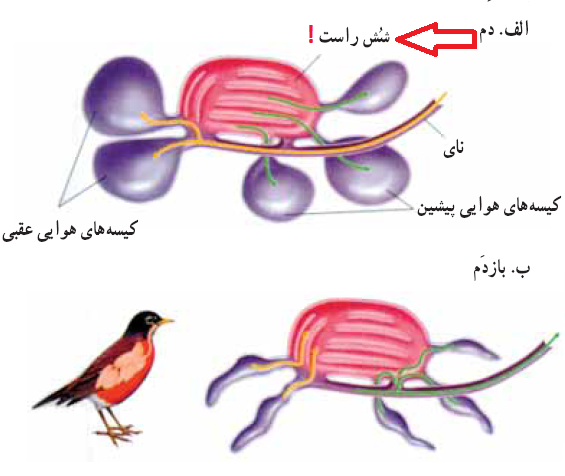 الف. دم
شُش راست !
نای
کیسه‌های هوایی پیشین
کیسه‌های هوایی عقبی
ب. بازدَم